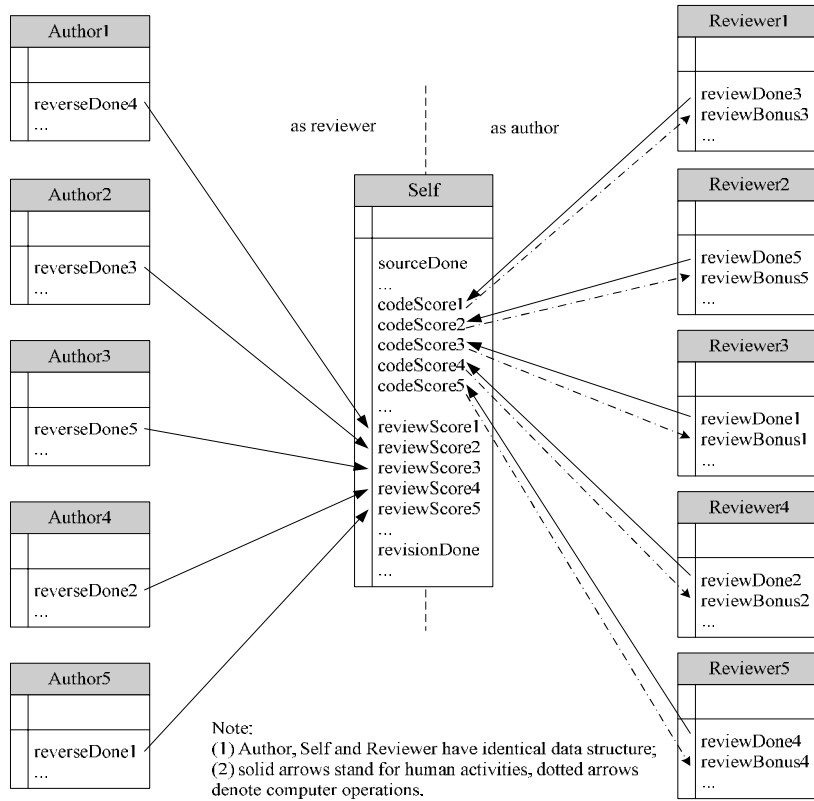 Author1
reverseDone4
...
Author2
reverseDone3
...
Author3
reverseDone5
...
Author4
reverseDone2
...
Author5
reverseDone1
...
as reviewer
as author
Self
sourceDone
...
codeScore1
codeScore2
codeScore3
codeScore4
codeScore5
...
reviewScore1
reviewScore2
reviewScore3
reviewScore4
reviewScore5
...
revisionDone
...
Reviewer1
reviewDone3
reviewBonus3
...
Reviewer2
reviewDone5
reviewBonus5
...
Reviewer3
reviewDone1
reviewBonus1
...
Reviewer4
reviewDone2
reviewBonus2
...
Reviewer5
reviewDone4
reviewBonus4
...
Note:
(1) Author, Self and Reviewer have identical data structure;
(2) solid arrows stand for human activities, dotted arrows
denote computer operations.